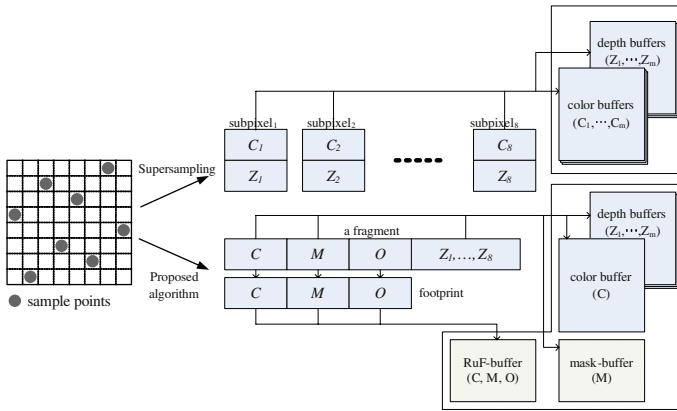 depth buffers
(Z1,⋯,Zm)
color buffers
(C1,⋯,Cm)
subpixel1 subpixel2 subpixel8
C1 C2 C8
Z1 Z2 Z8
Supersampling
Proposed
algorithm
sample points
a fragment
C M O Z1,…,Z8
C M O
footprint
depth buffers
(Z1,⋯,Zm)
color buffer
(C)
RuF-buffer
(C, M, O)
mask-buffer
(M)